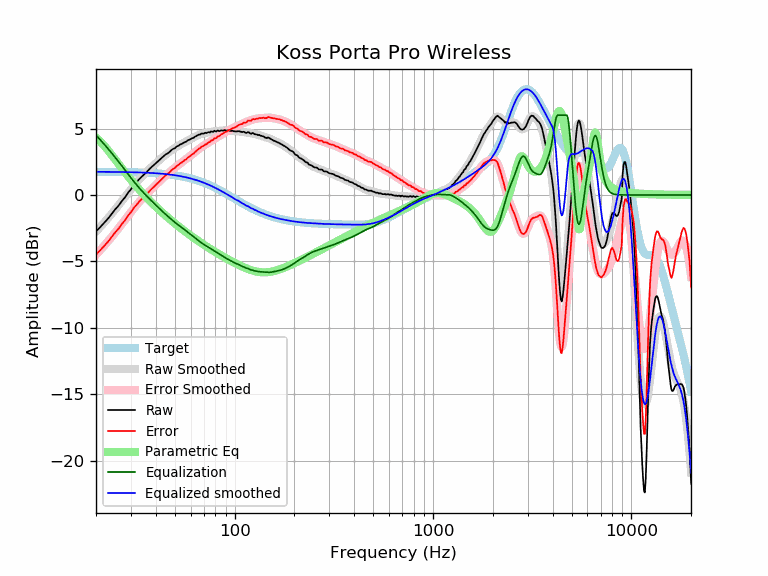 Koss Porta Pro Wireless
Amplitude (dBr)
5
0
−5
−10
−15
−20
Target
Raw Smoothed
Error Smoothed
Raw
Error
Parametric Eq
Equalization
Equalized smoothed
100
1000
10000
Frequency (Hz)